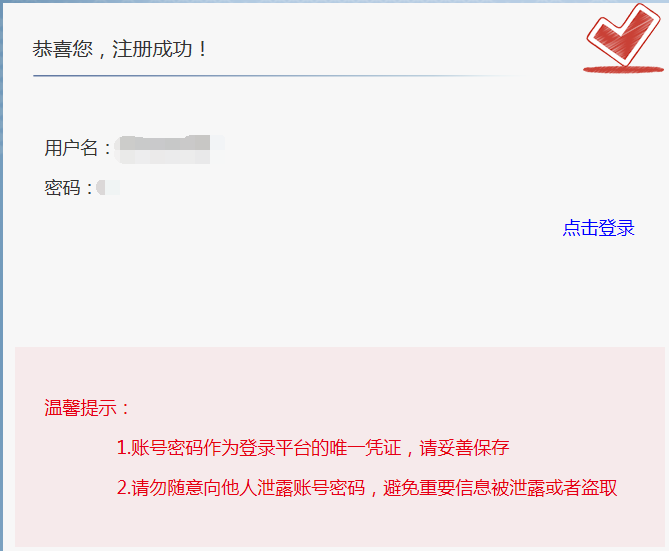 恭喜您，注册成功！
用户名：
密码：
点击登录
温馨提示：
1.账号密码作为登录平台的唯一凭证，请妥善保存
2.请勿随意向他人泄露账号密码，避免重要信息被泄露或者盗取